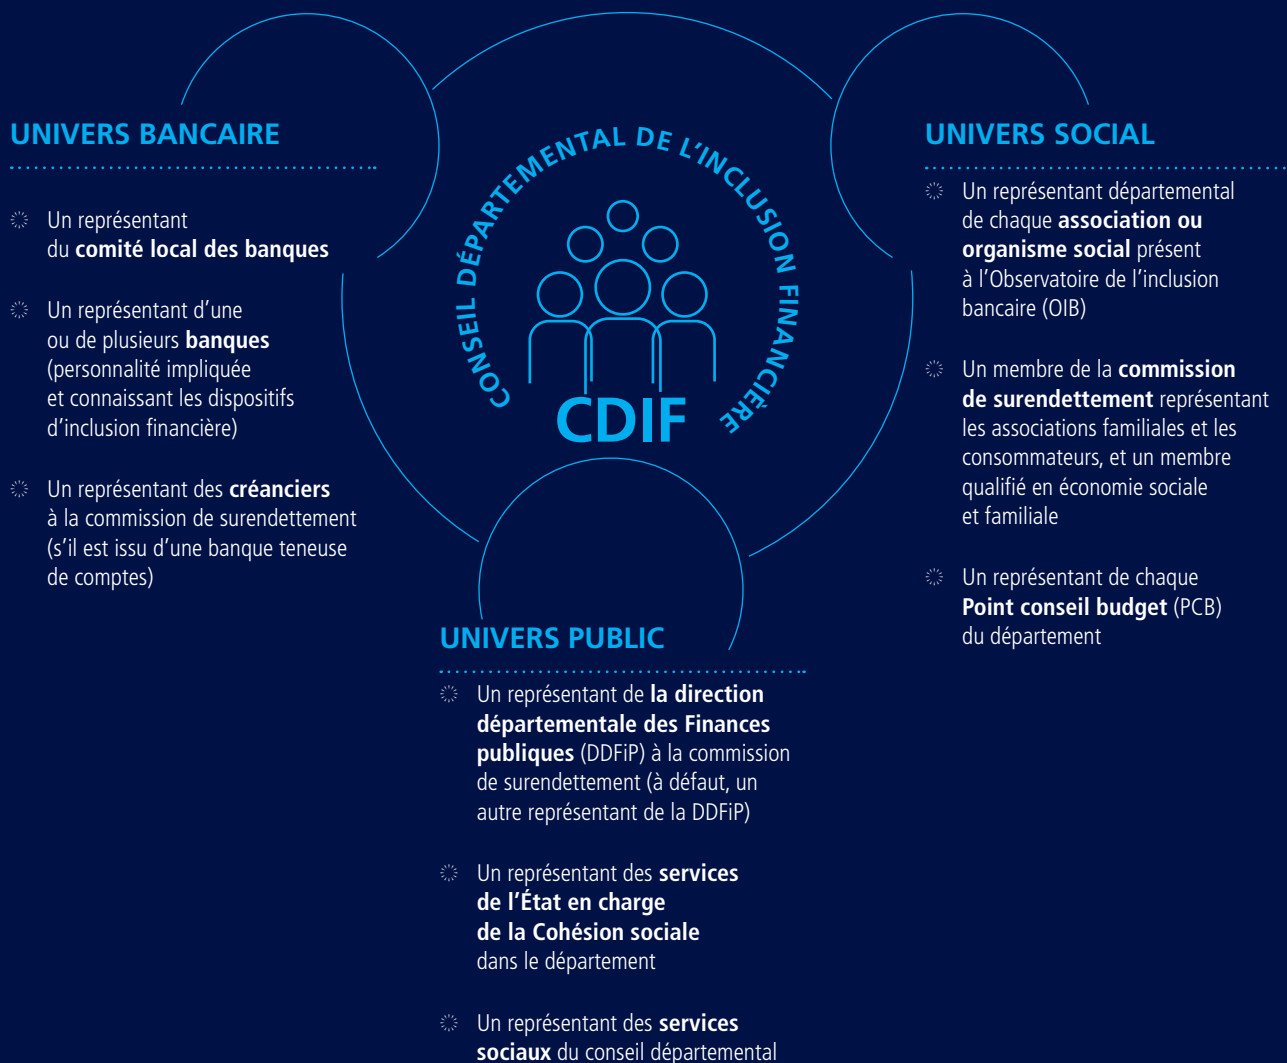 CONSEIL DÉPARTEMENTAL DE L'INCLUSION FINANCIÈRE
CDIF
UNIVERS BANCAIRE
Un représentant
du comité local des banques
Un représentant d’une
ou de plusieurs banques
(personnalité impliquée
et connaissant les dispositifs
d’inclusion financière)
Un représentant des créanciers
à la commission de surendettement
(s’il est issu d’une banque teneuse
de comptes)
UNIVERS SOCIAL
Un représentant départemental
de chaque association ou
organisme social présent
à l’Observatoire de l’inclusion
bancaire (OIB)
Un membre de la commission
de surendettement représentant
les associations familiales et les
consommateurs, et un membre
qualifié en économie sociale
et familiale
Un représentant de chaque
Point conseil budget (PCB)
du département
UNIVERS PUBLIC
Un représentant de la direction
départementale des Finances
publiques (DDFiP) à la commission
de surendettement (à défaut, un
autre représentant de la DDFiP)
Un représentant des services
de l’État en charge
de la Cohésion sociale
dans le département
Un représentant des services
sociaux du conseil départemental